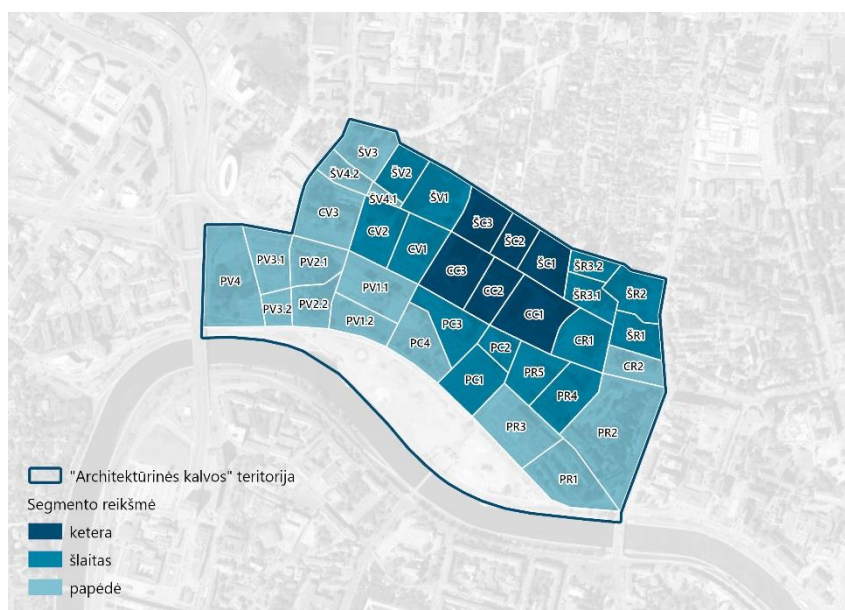 ŠV3
ŠV4.2
ŠV2
ŠV4.1
ŠV1
CV3
ŠC3
ŠC2
CV2
CV1
ŠC1
PV3.1
PV2.1
CC3
ŠR3.2
PV4
PV1.1
CC2
ŠR3.1
ŠR2
PV3.2
PV2.2
CC1
PV1.2
PC3
ŠR1
PC4
PC2
CR1
CR2
PC1
PR5
PR4
PR3
PR2
PR1
"Architektūrinės kalvos" teritorija
Segmento reikšmė
ketera
šlaitas
papėdė